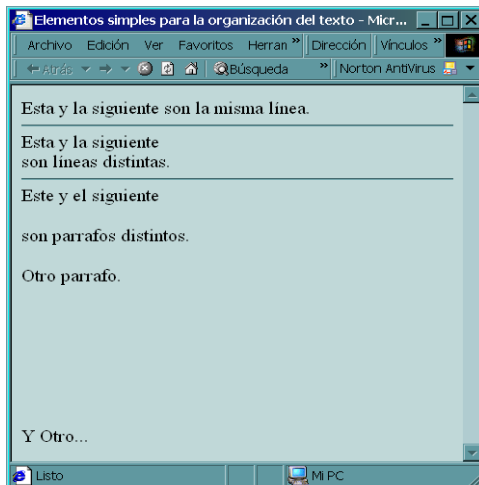 Elementos simples para la organización del texto - Micr...
Archivo Edición Ver Favoritos Herran » Dirección Vínculos »
Atrás Búsqueda » Norton AntiVirus
Esta y la siguiente son la misma línea.
Esta y la siguiente
son líneas distintas.
Este y el siguiente
son parrafos distintos.
Otro parrafo.
Y Otro...
Listo Mi PC